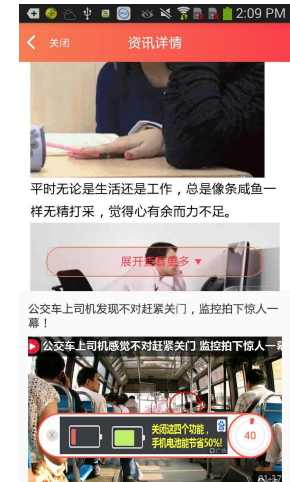 2:09 PM
关闭
资讯详情
平时无论是生活还是工作，总是像条咸鱼一
样无精打采，觉得心有余而力不足。
展开查看更多
公交车上司机发现不对赶紧关门，监控拍下惊人一
幕！
公交车上司机感觉不对赶紧关门 监控拍下惊人一幕
关闭这四个功能，
手机电池能节省50%!
广告
40